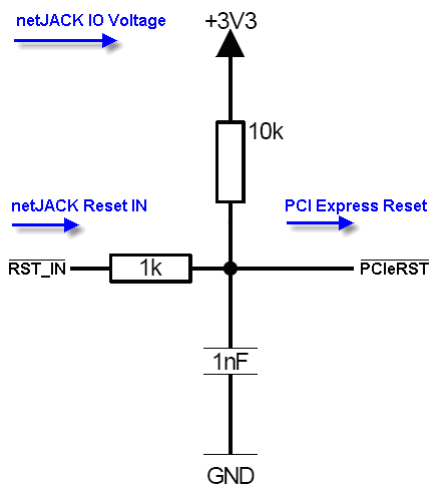 netJACK IO Voltage
+3V3
10k
netJACK Reset IN
PCI Express Reset
RST_IN
1k
PCIeRST
1nF
GND